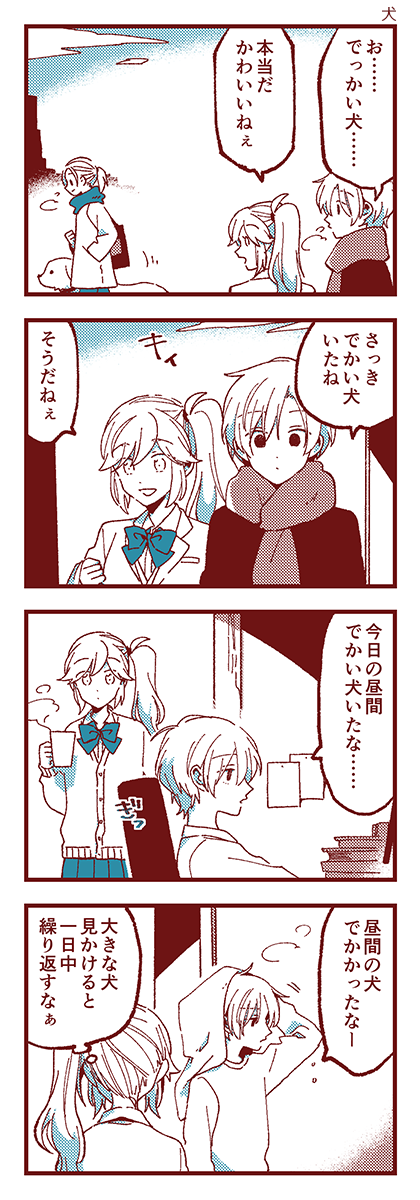 犬
お……
でっかい犬……
本当だ
かわいいねぇ
さっき
でかい犬
いたね
キィ
そうだねぇ
今日の昼間
でかい犬いたな……
ぎっ
昼間の犬
でかかったなー
大きな犬
見かけると
一日中
繰り返すなぁ